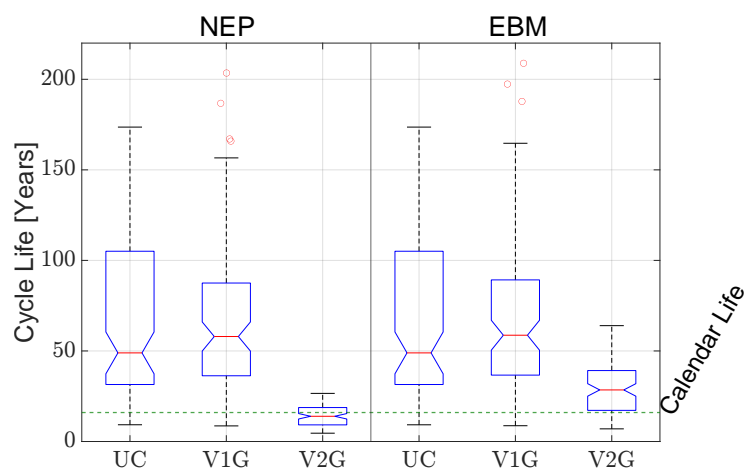 NEP EBM
Cycle Life [Years]
200
150
100
50
0
UC V1G V2G UC V1G V2G
Calendar Life